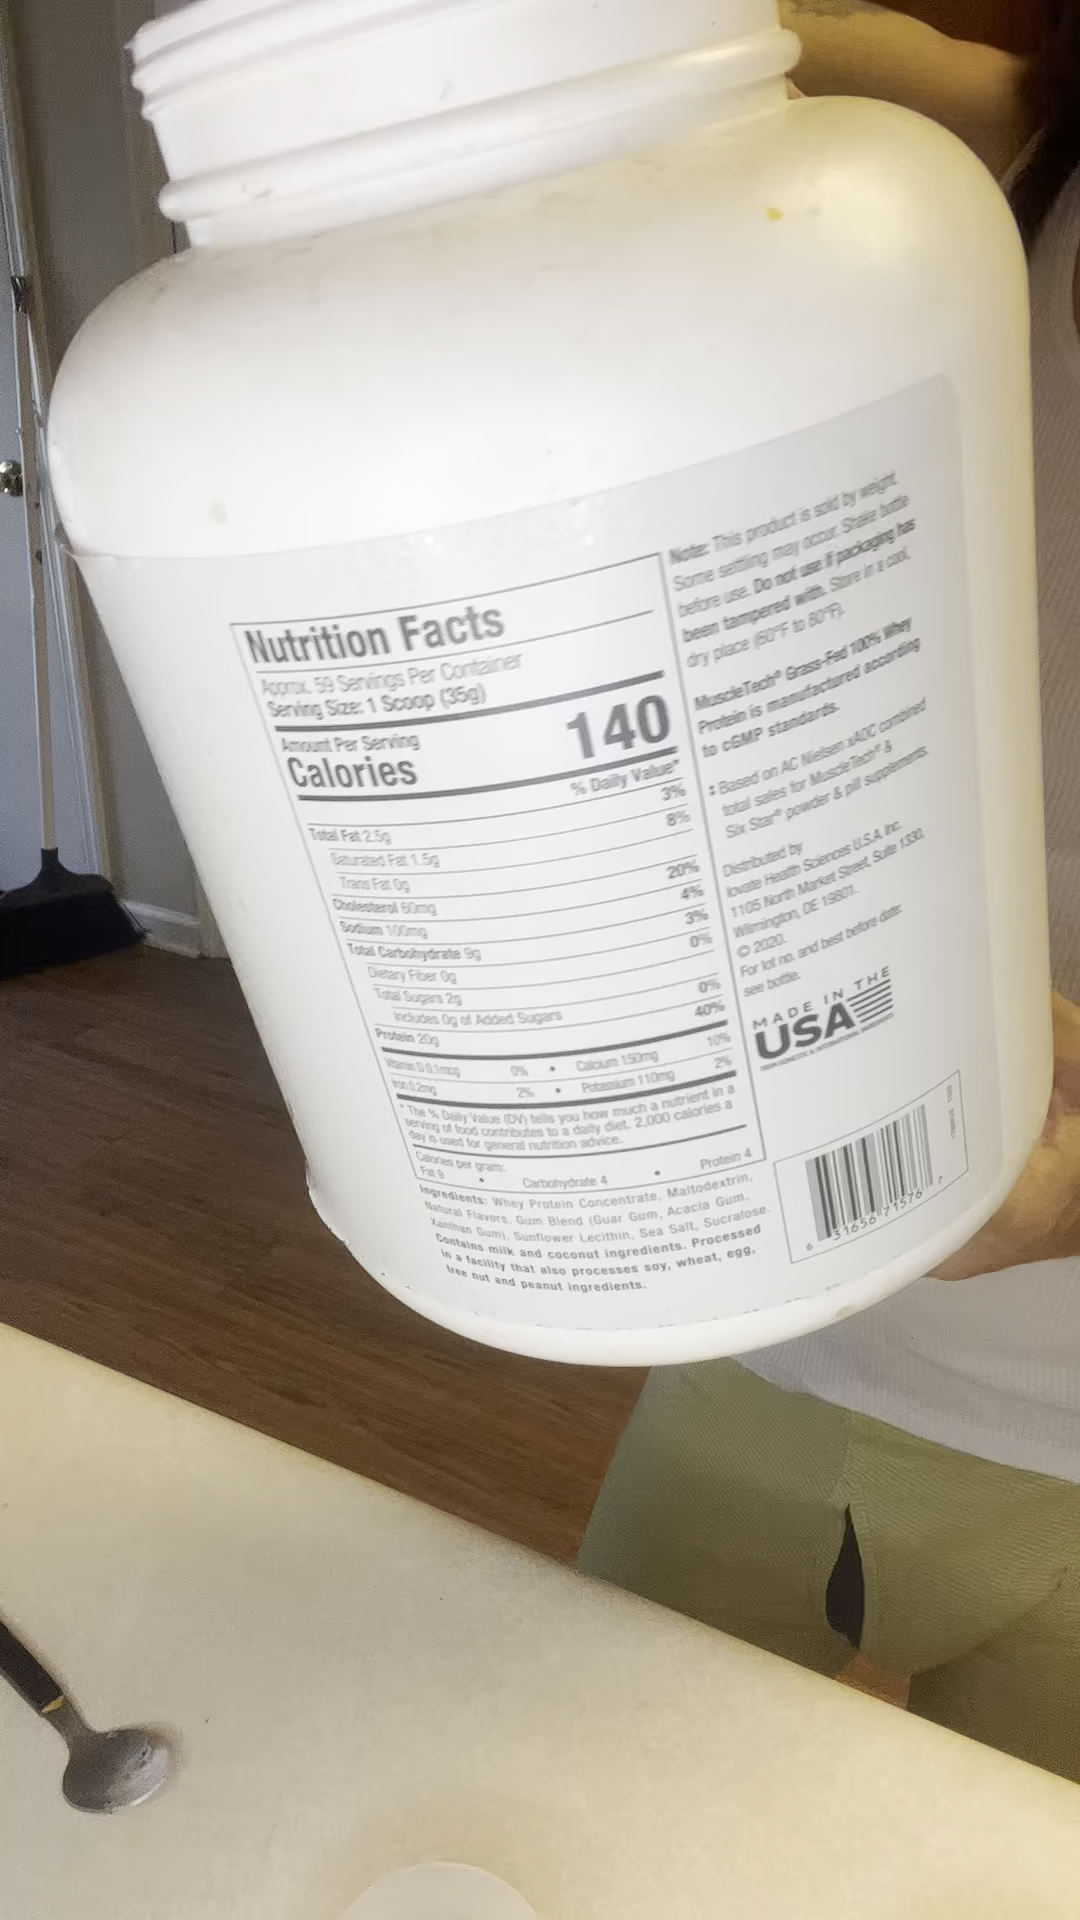 Nutrition Facts
Approx. 59 Servings Per Container
Serving Size: 1 Scoop (35g)
Amount Per Serving
Calories 140
% Daily Value*
Total Fat 2.5g 3%
Saturated Fat 1.5g 8%
Trans Fat 0g
Cholesterol 60mg 20%
Sodium 100mg 4%
Total Carbohydrate 9g 3%
Dietary Fiber 0g 0%
Total Sugars 2g
Includes 0g of Added Sugars 0%
Protein 20g 40%
Vitamin D 0.1mcg 0% • Calcium 150mg 10%
Iron 0.2mg 2% • Potassium 110mg 2%
* The % Daily Value (DV) tells you how much a nutrient in a
serving of food contributes to a daily diet. 2,000 calories a
day is used for general nutrition advice.
Calories per gram:
Fat 9 • Carbohydrate 4 • Protein 4
Ingredients: Whey Protein Concentrate, Maltodextrin,
Natural Flavors, Gum Blend (Guar Gum, Acacia Gum,
Xanthan Gum), Sunflower Lecithin, Sea Salt, Sucralose.
Contains milk and coconut ingredients. Processed
in a facility that also processes soy, wheat, egg,
tree nut and peanut ingredients.
Note: This product is sold by weight.
Some settling may occur. Shake bottle
before use. Do not use if packaging has
been tampered with. Store in a cool,
dry place (60°F to 80°F).
MuscleTech® Grass-Fed 100% Whey
Protein is manufactured according
to cGMP standards.
‡ Based on AC Nielsen xAOC combined
total sales for MuscleTech® &
Six Star® powder & pill supplements.
Distributed by
Iovate Health Sciences U.S.A. Inc.
1105 North Market Street, Suite 1330,
Wilmington, DE 19801.
© 2020.
For lot no. and best before date:
see bottle.
MADE IN THE
USA
FROM DOMESTIC & INTERNATIONAL INGREDIENTS
6 31656 71576 7